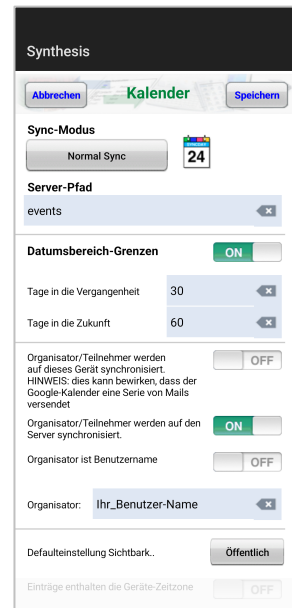 Synthesis
Abbrechen Kalender Speichern
Sync-Modus
Normal Sync 24
Server-Pfad
events
Datumsbereich-Grenzen ON
Tage in die Vergangenheit 30
Tage in die Zukunft 60
Organisator/Teilnehmer werden
auf dieses Gerät synchronisiert. OFF
HINWEIS: dies kann bewirken, dass der
Google-Kalender eine Serie von Mails
versendet
Organisator/Teilnehmer werden auf den
Server synchronisiert. ON
Organisator ist Benutzername OFF
Organisator: Ihr_Benutzer-Name
Defaulteinstellung Sichtbark.. Öffentlich
Einträge enthalten die Geräte-Zeitzone OFF